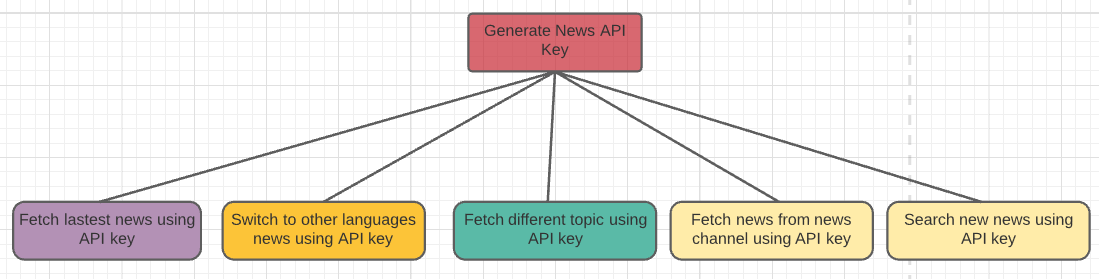 Generate News API
Key
Fetch lastest news using
API key
Switch to other languages
news using API key
Fetch different topic using
API key
Fetch news from news
channel using API key
Search new news using
API key